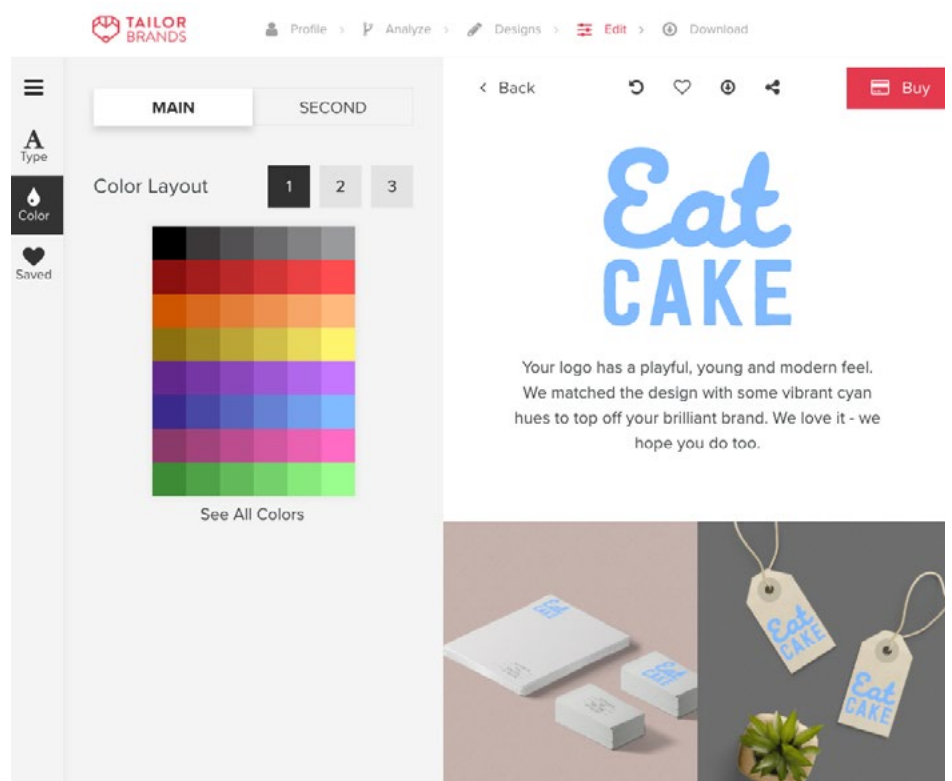 TAILOR
BRANDS
Profile > Analyze > Designs > Edit > Download
MAIN SECOND
Type
Color
Saved
Color Layout 1 2 3
See All Colors
< Back Buy
Eat
CAKE
Your logo has a playful, young and modern feel.
We matched the design with some vibrant cyan
hues to top off your brilliant brand. We love it - we
hope you do too.
Eat
CAKE
Eat
CAKE
Eat
CAKE
Eat
CAKE